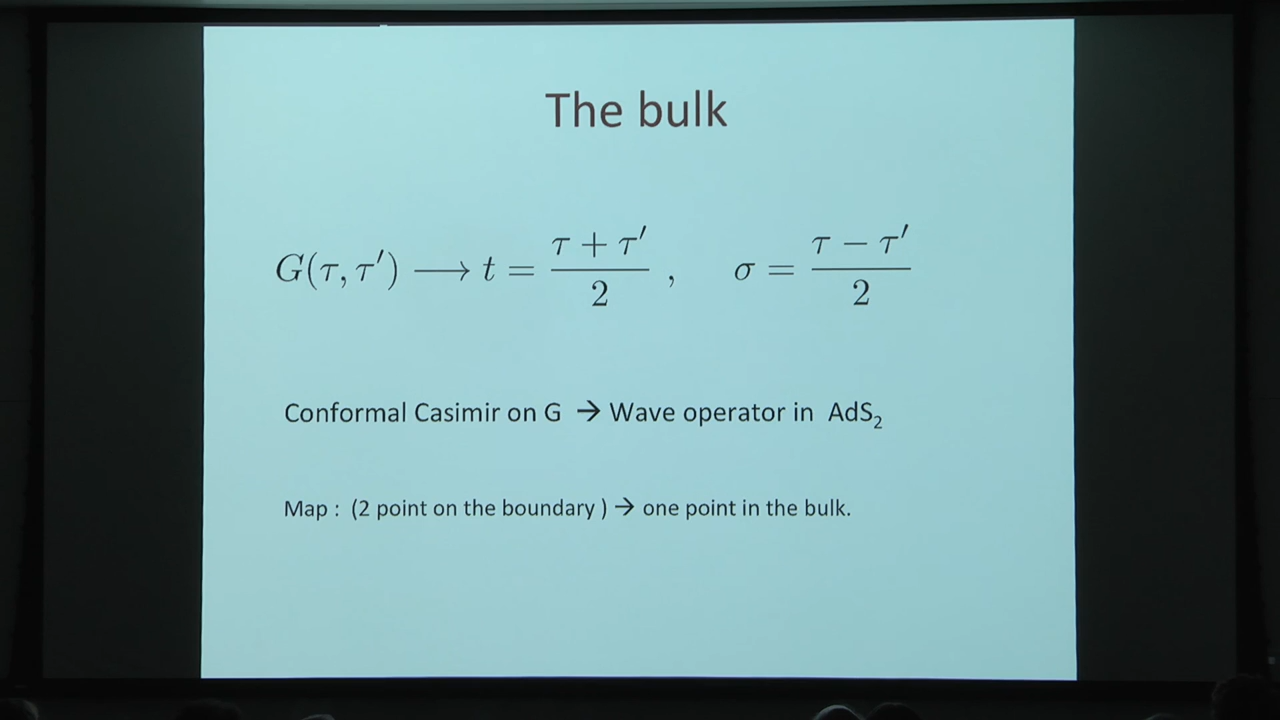 The bulk
G(τ, τ′) ⟶ t = (τ + τ′)/2 , σ = (τ − τ′)/2
Conformal Casimir on G → Wave operator in AdS₂
Map : (2 point on the boundary ) → one point in the bulk.